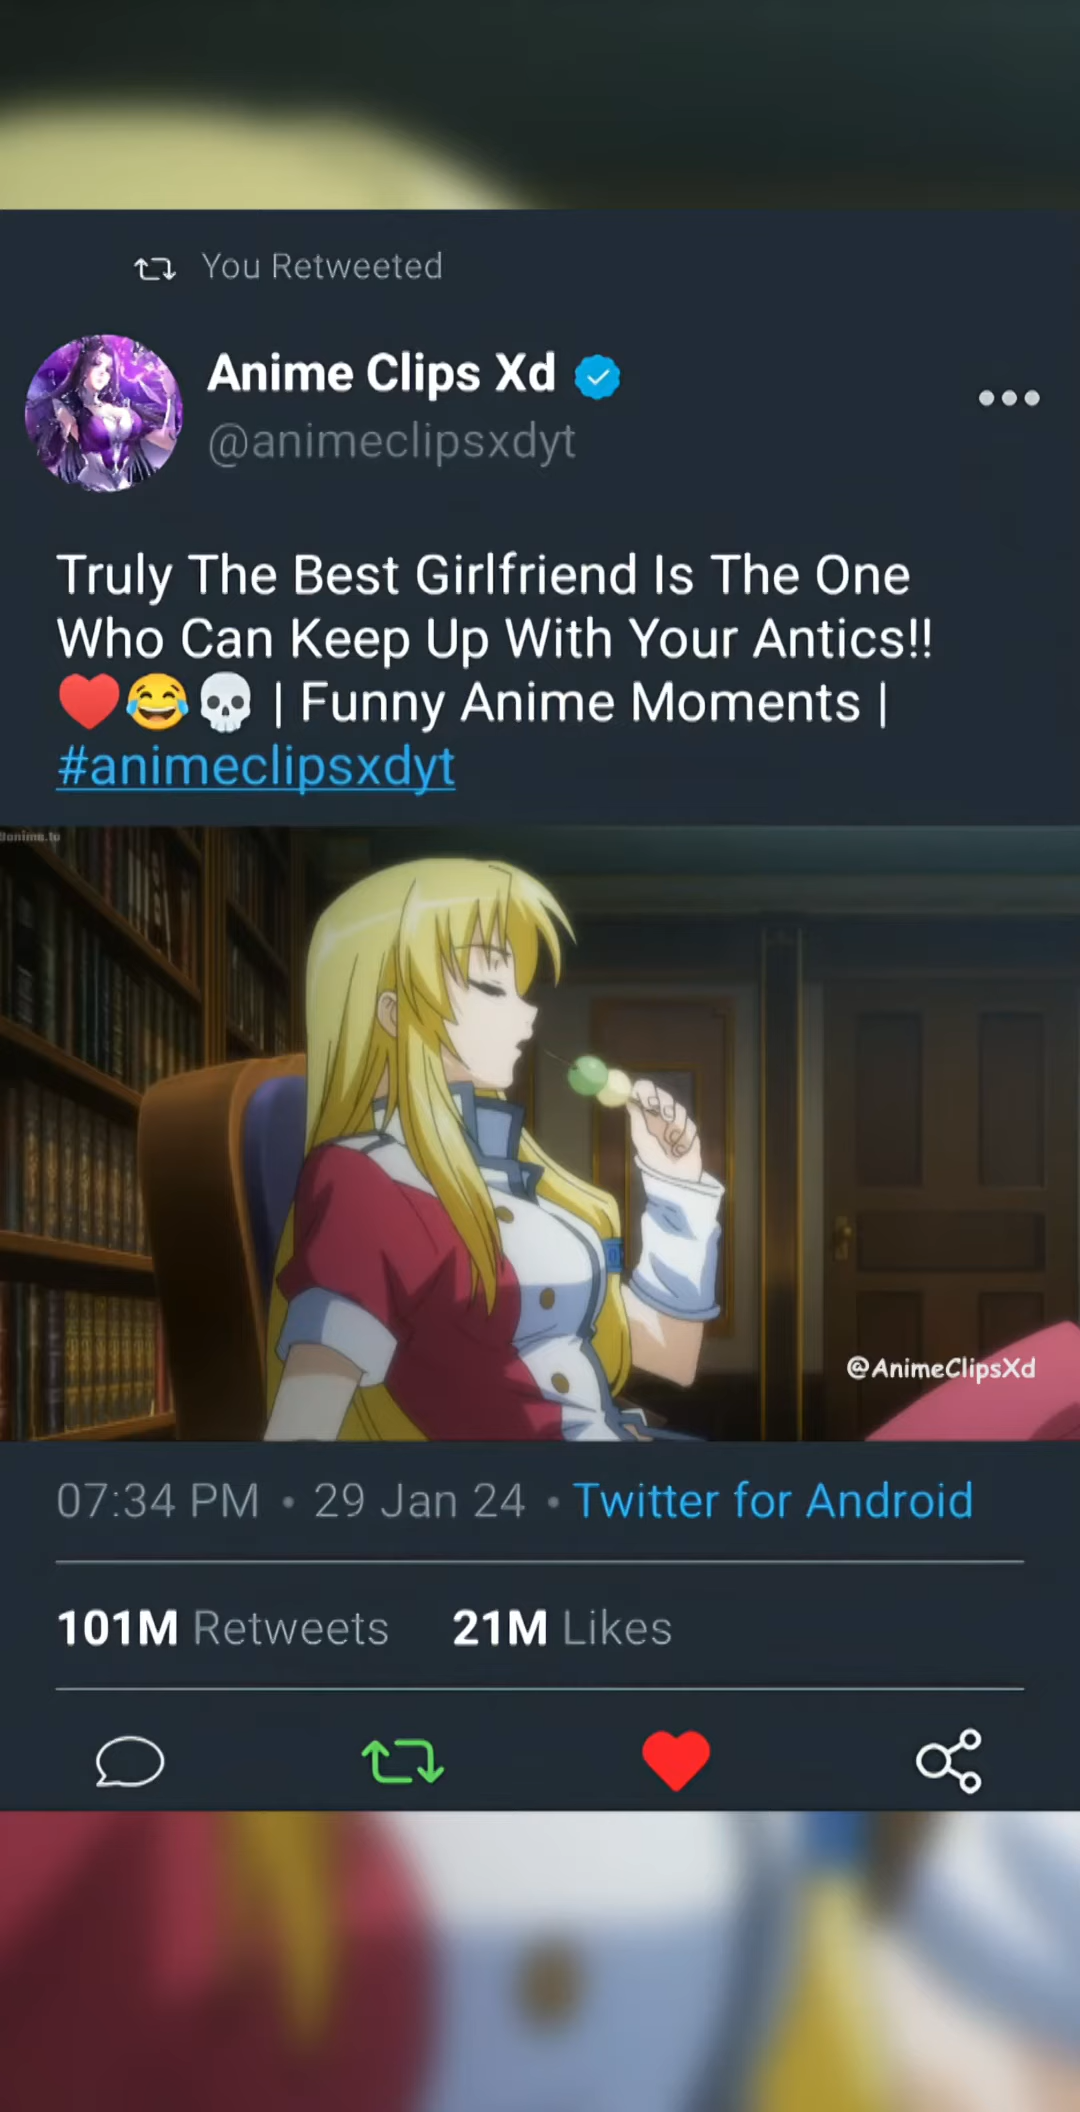 You Retweeted
Anime Clips Xd
@animeclipsxdyt
Truly The Best Girlfriend Is The One
Who Can Keep Up With Your Antics!!
❤️😂💀 | Funny Anime Moments |
#animeclipsxdyt
@AnimeClipsXd
07:34 PM • 29 Jan 24 • Twitter for Android
101M Retweets 21M Likes